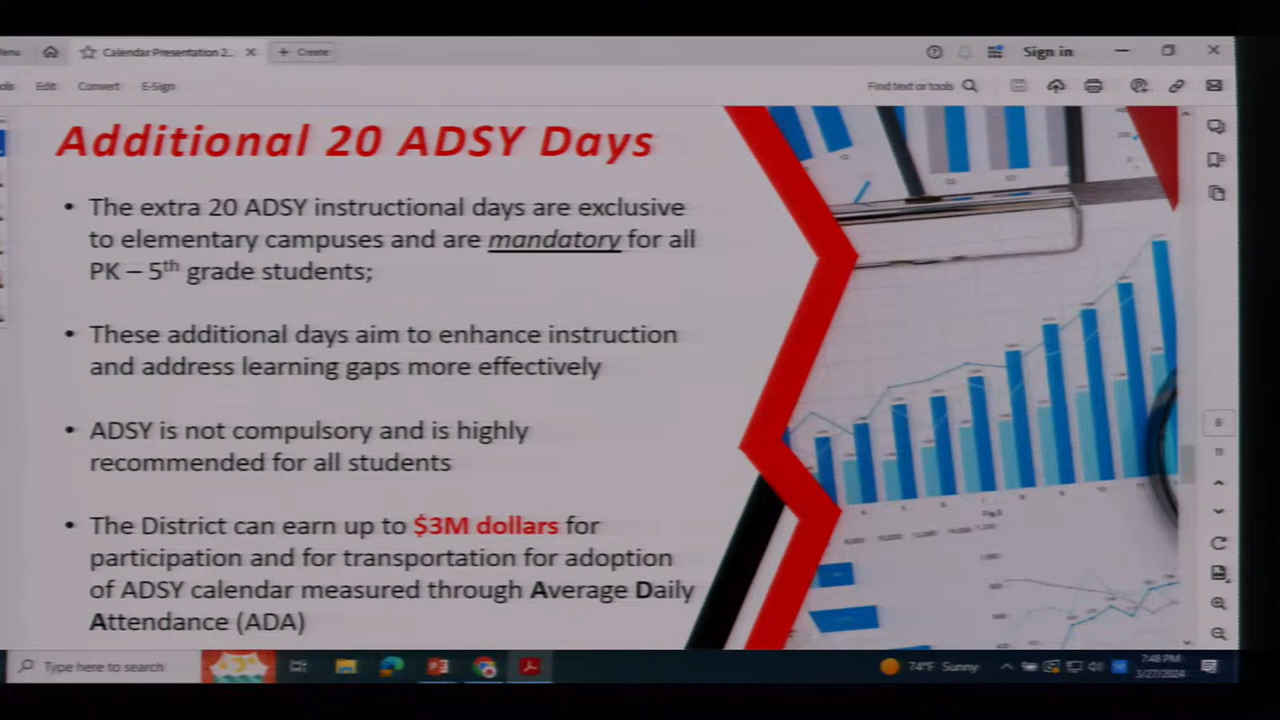 enu
Calendar Presentation 2...
Create
Sign in
ols
Edit
Convert
E-Sign
Find text or tools
Additional 20 ADSY Days
• The extra 20 ADSY instructional days are exclusive
to elementary campuses and are mandatory for all
PK – 5th grade students;
• These additional days aim to enhance instruction
and address learning gaps more effectively
• ADSY is not compulsory and is highly
recommended for all students
• The District can earn up to $3M dollars for
participation and for transportation for adoption
of ADSY calendar measured through Average Daily
Attendance (ADA)
Type here to search
74°F Sunny
7:48 PM
3/27/2024